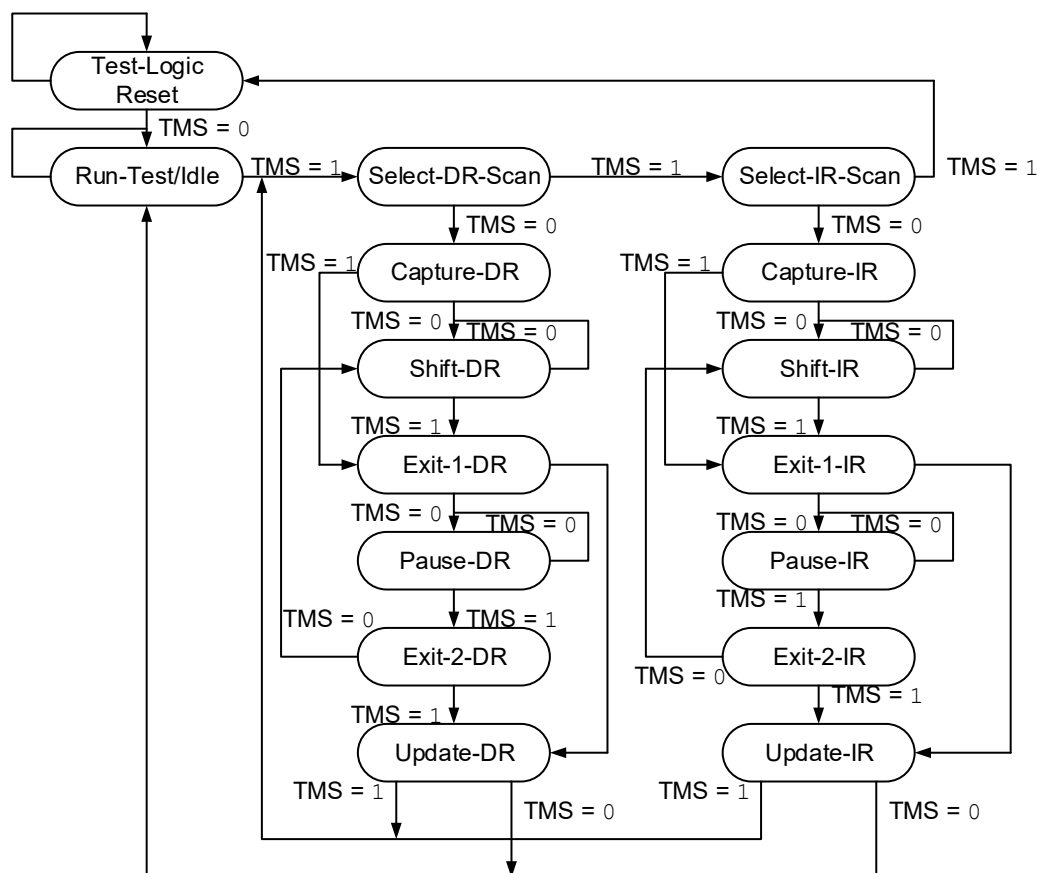 Test-Logic
Reset
TMS = 0
Run-Test/Idle
TMS = 1
Select-DR-Scan
TMS = 1
Select-IR-Scan
TMS = 1
TMS = 0
TMS = 0
TMS = 1
Capture-DR
TMS = 1
Capture-IR
TMS = 0
TMS = 0
TMS = 0
TMS = 0
Shift-DR
Shift-IR
TMS = 1
TMS = 1
Exit-1-DR
Exit-1-IR
TMS = 0
TMS = 0
TMS = 0
TMS = 0
Pause-DR
Pause-IR
TMS = 0
TMS = 1
TMS = 1
Exit-2-DR
Exit-2-IR
TMS = 0
TMS = 1
TMS = 1
Update-DR
Update-IR
TMS = 1
TMS = 0
TMS = 1
TMS = 0